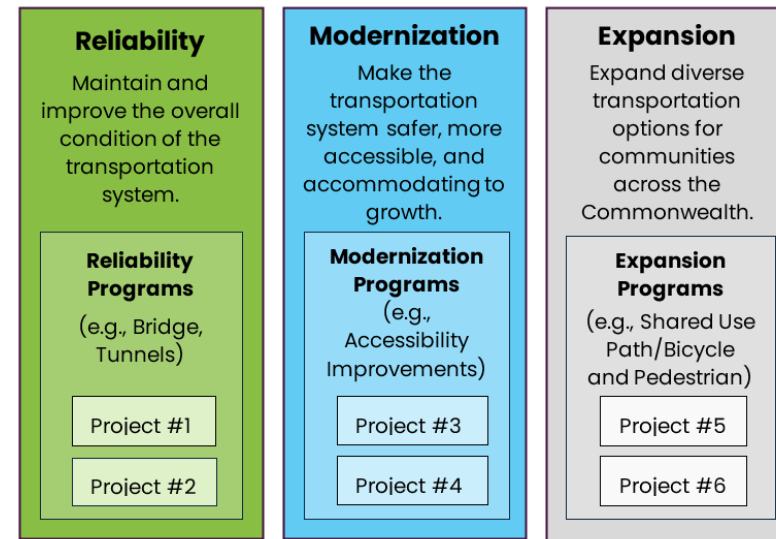 Reliability
Maintain and
improve the overall
condition of the
transportation
system.
Reliability
Programs
(e.g., Bridge,
Tunnels)
Project #1
Project #2
Modernization
Make the
transportation
system safer, more
accessible, and
accommodating to
growth.
Modernization
Programs
(e.g.,
Accessibility
Improvements)
Project #3
Project #4
Expansion
Expand diverse
transportation
options for
communities
across the
Commonwealth.
Expansion
Programs
(e.g., Shared Use
Path/Bicycle
and Pedestrian)
Project #5
Project #6